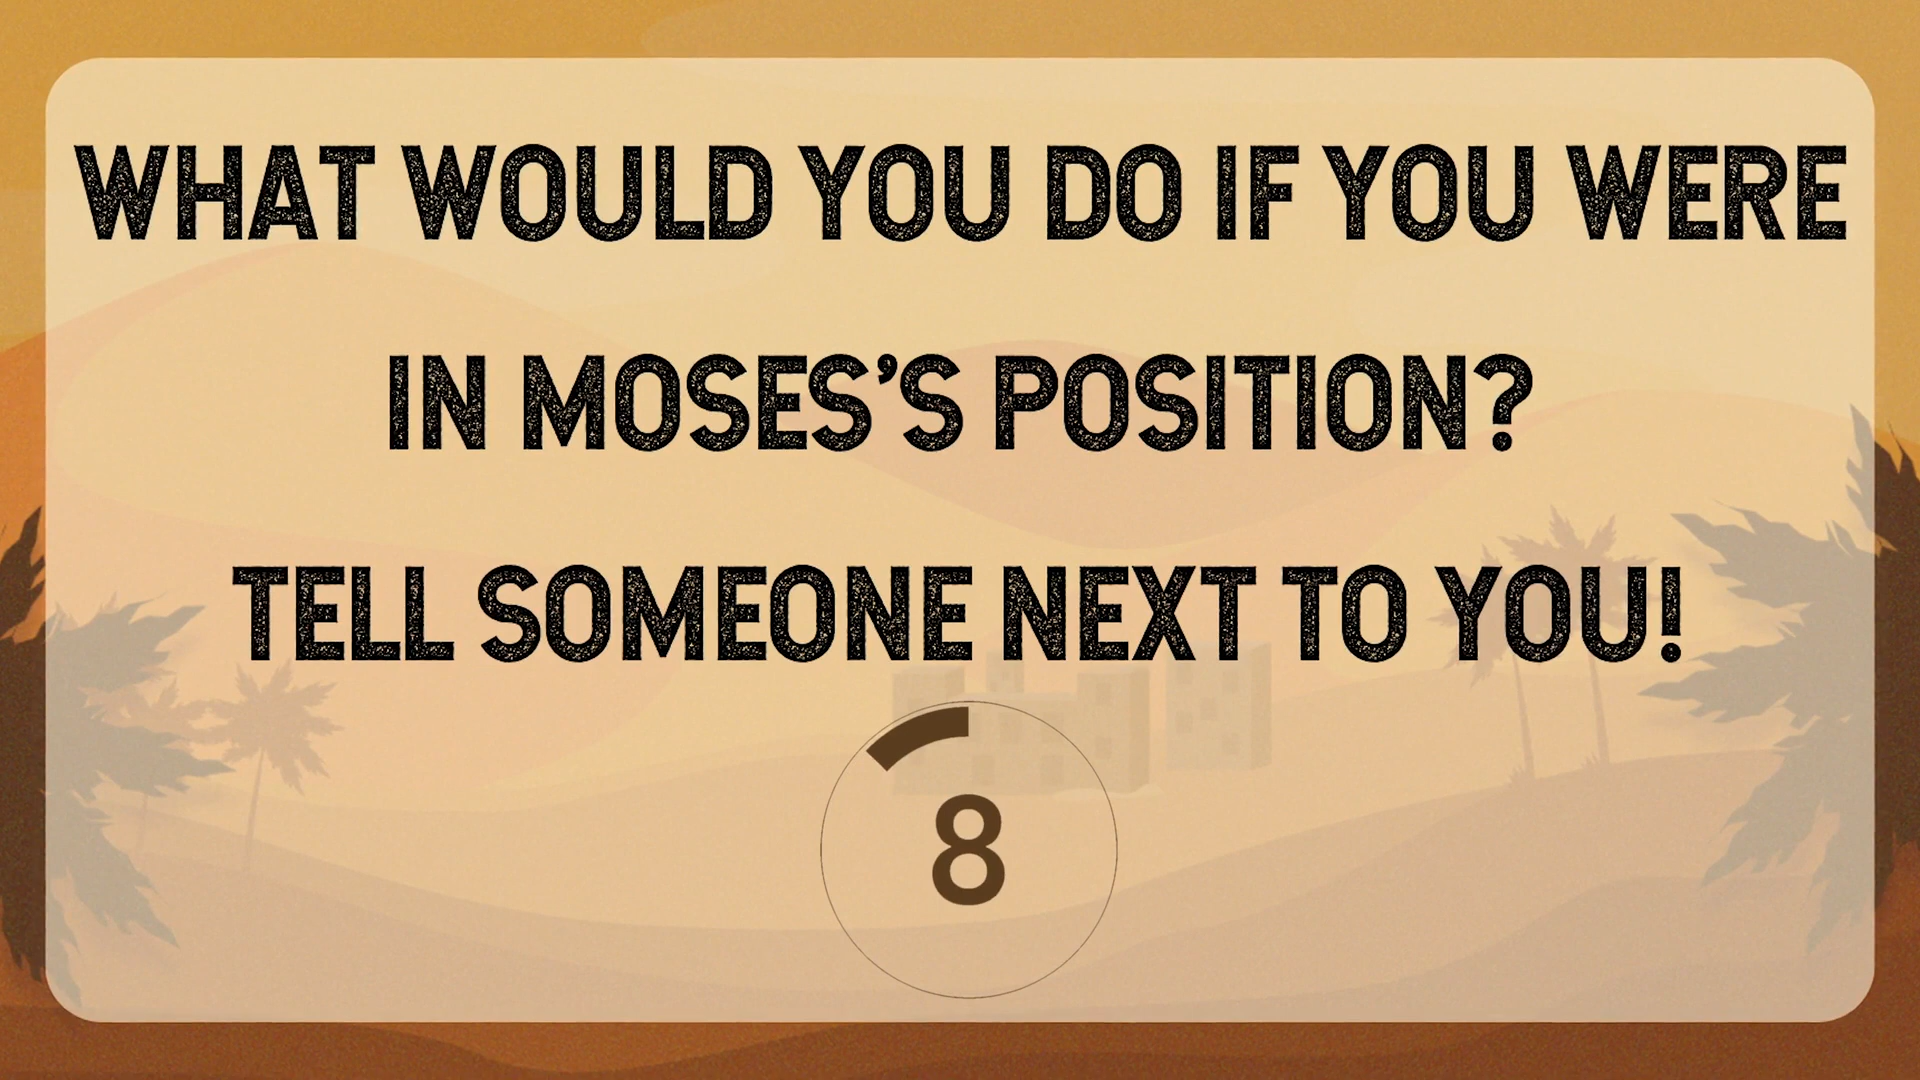 WHAT WOULD YOU DO IF YOU WERE
IN MOSES’S POSITION?
TELL SOMEONE NEXT TO YOU!
8